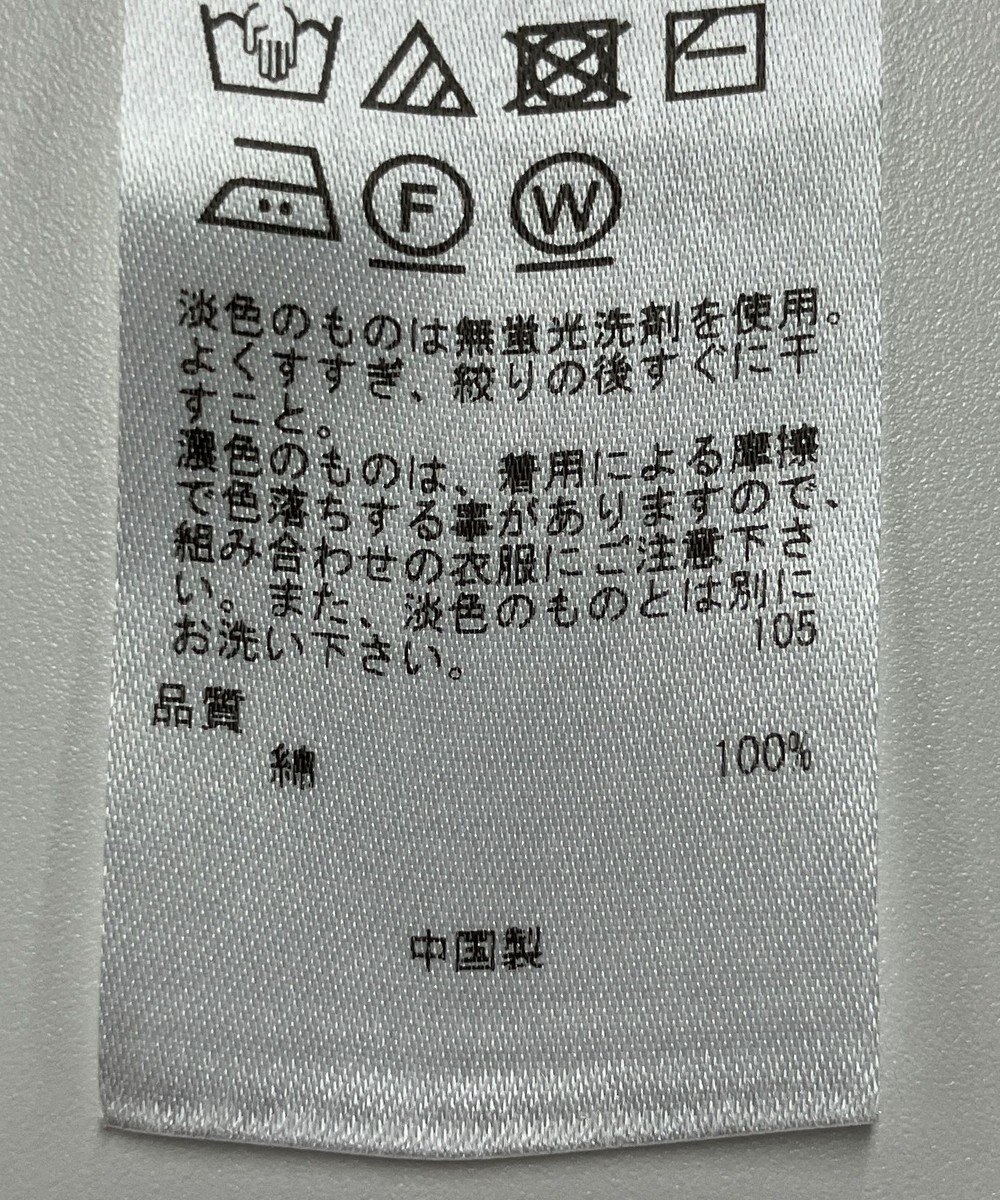 F W
淡色のものは無蛍光洗剤を使用。
よくすすぎ、絞りの後すぐに干
すこと。
濃色のものは、着用による摩擦
で色落ちする事がありますので、
組み合わせの衣服にご注意下さ
い。また、淡色のものとは別に
お洗い下さい。
105
品質
綿 100%
中国製